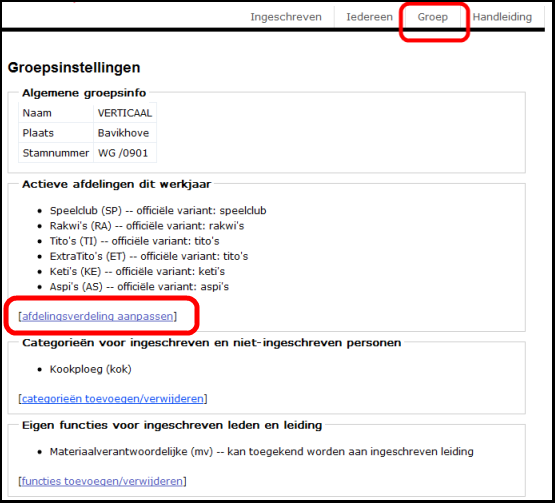 Ingeschreven Iedereen Groep Handleiding
Groepsinstellingen
Algemene groepsinfo
Naam VERTICAAL
Plaats Bavikhove
Stamnummer WG /0901
Actieve afdelingen dit werkjaar
• Speelclub (SP) -- officiële variant: speelclub
• Rakwi's (RA) -- officiële variant: rakwi's
• Tito's (TI) -- officiële variant: tito's
• ExtraTito's (ET) -- officiële variant: tito's
• Keti's (KE) -- officiële variant: keti's
• Aspi's (AS) -- officiële variant: aspi's
[afdelingsverdeling aanpassen]
Categorieën voor ingeschreven en niet-ingeschreven personen
• Kookploeg (kok)
[categorieën toevoegen/verwijderen]
Eigen functies voor ingeschreven leden en leiding
• Materiaalverantwoordelijke (mv) -- kan toegekend worden aan ingeschreven leiding
[functies toevoegen/verwijderen]